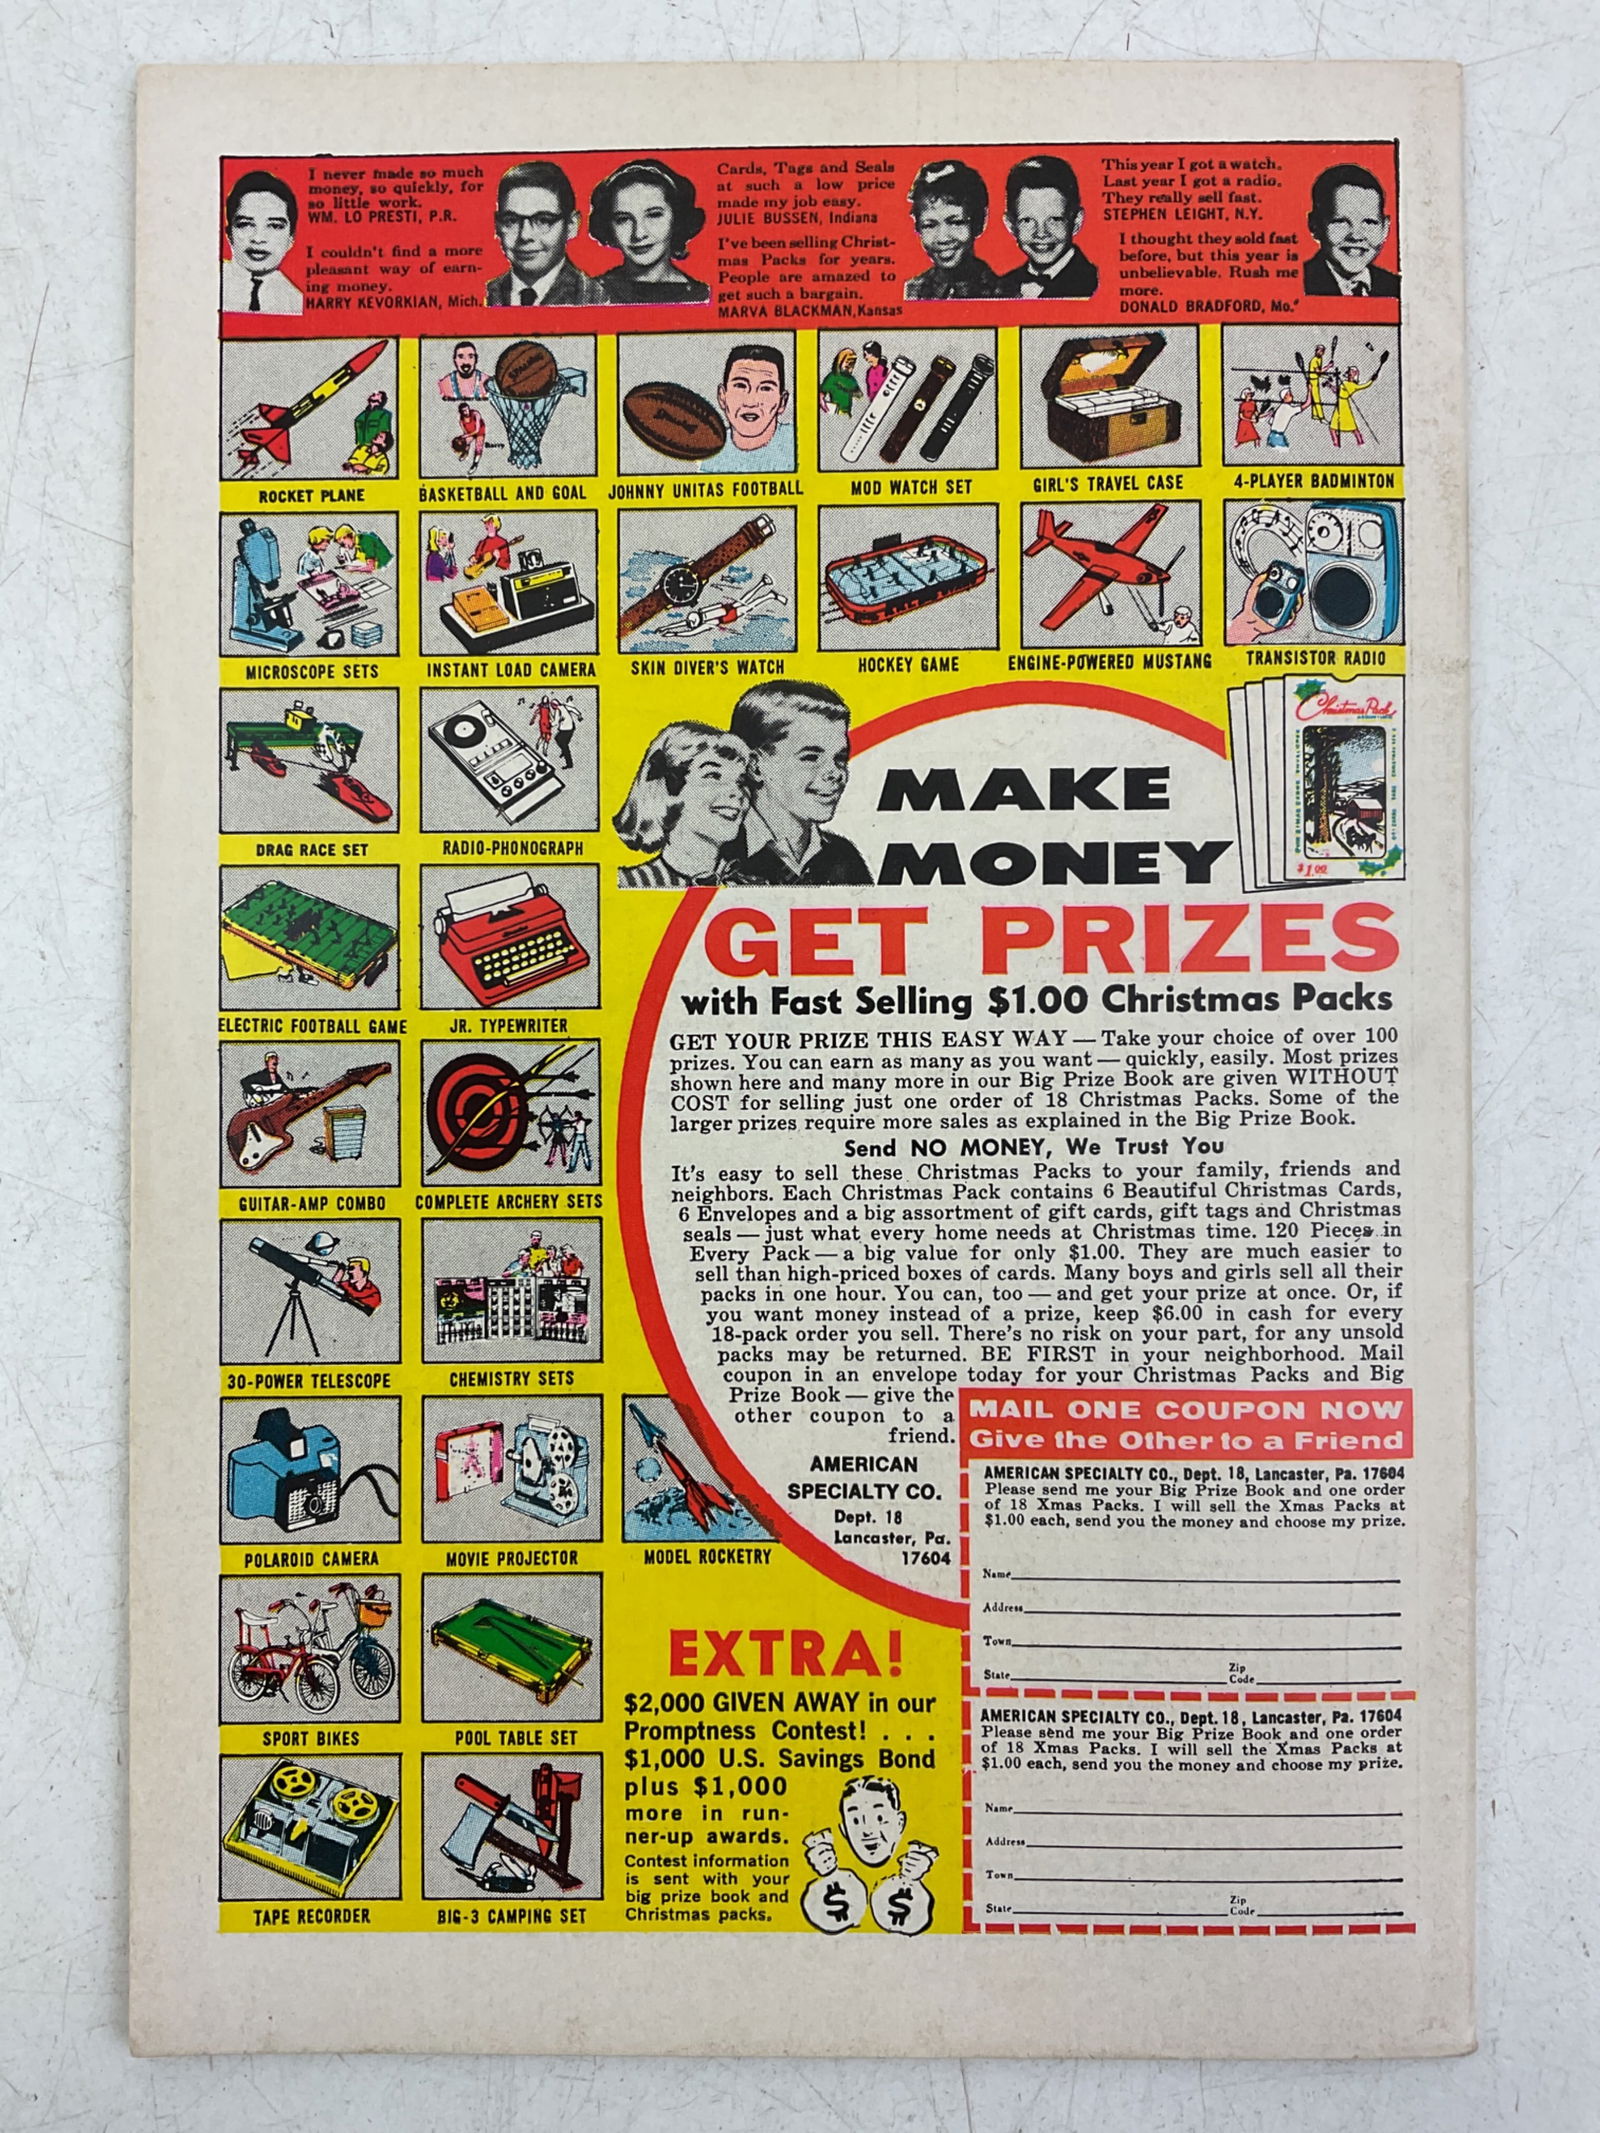 I never made so much
money, so quickly, for
so little work.
WM. LO PRESTI, P.R.
I couldn't find a more
pleasant way of earn-
ing money.
HARRY KEVORKIAN, Mich.
Cards, Tags and Seals
at such a low price
made my job easy.
JULIE BUSSEN, Indiana
I've been selling Christ-
mas Packs for years.
People are amazed to
get such a bargain.
MARVA BLACKMAN, Kansas
This year I got a watch.
Last year I got a radio.
They really sell fast.
STEPHEN LEIGHT, N.Y.
I thought they sold fast
before, but this year is
unbelievable. Rush me
more.
DONALD BRADFORD, Mo.
SPALDING
ROCKET PLANE
BASKETBALL AND GOAL
JOHNNY UNITAS FOOTBALL
MOD WATCH SET
GIRL'S TRAVEL CASE
4-PLAYER BADMINTON
MICROSCOPE SETS
INSTANT LOAD CAMERA
SKIN DIVER'S WATCH
HOCKEY GAME
ENGINE-POWERED MUSTANG
TRANSISTOR RADIO
DRAG RACE SET
RADIO-PHONOGRAPH
ELECTRIC FOOTBALL GAME
JR. TYPEWRITER
GUITAR-AMP COMBO
COMPLETE ARCHERY SETS
30-POWER TELESCOPE
CHEMISTRY SETS
POLAROID CAMERA
MOVIE PROJECTOR
MODEL ROCKETRY
SPORT BIKES
POOL TABLE SET
TAPE RECORDER
BIG-3 CAMPING SET
Christmas Pack
$1.00
MAKE
MONEY
GET PRIZES
with Fast Selling $1.00 Christmas Packs
GET YOUR PRIZE THIS EASY WAY — Take your choice of over 100
prizes. You can earn as many as you want — quickly, easily. Most prizes
shown here and many more in our Big Prize Book are given WITHOUT
COST for selling just one order of 18 Christmas Packs. Some of the
larger prizes require more sales as explained in the Big Prize Book.
Send NO MONEY, We Trust You
It's easy to sell these Christmas Packs to your family, friends and
neighbors. Each Christmas Pack contains 6 Beautiful Christmas Cards,
6 Envelopes and a big assortment of gift cards, gift tags and Christmas
seals — just what every home needs at Christmas time. 120 Pieces in
Every Pack — a big value for only $1.00. They are much easier to
sell than high-priced boxes of cards. Many boys and girls sell all their
packs in one hour. You can, too — and get your prize at once. Or, if
you want money instead of a prize, keep $6.00 in cash for every
18-pack order you sell. There's no risk on your part, for any unsold
packs may be returned. BE FIRST in your neighborhood. Mail
coupon in an envelope today for your Christmas Packs and Big
Prize Book — give the
other coupon to a
friend.
AMERICAN
SPECIALTY CO.
Dept. 18
Lancaster, Pa.
17604
EXTRA!
$2,000 GIVEN AWAY in our
Promptness Contest! . . .
$1,000 U.S. Savings Bond
plus $1,000
more in run-
ner-up awards.
Contest information
is sent with your
big prize book and
Christmas packs.
$ $
MAIL ONE COUPON NOW
Give the Other to a Friend
AMERICAN SPECIALTY CO., Dept. 18, Lancaster, Pa. 17604
Please send me your Big Prize Book and one order
of 18 Xmas Packs. I will sell the Xmas Packs at
$1.00 each, send you the money and choose my prize.
Name
Address
Town
State Zip Code
AMERICAN SPECIALTY CO., Dept. 18, Lancaster, Pa. 17604
Please send me your Big Prize Book and one order
of 18 Xmas Packs. I will sell the Xmas Packs at
$1.00 each, send you the money and choose my prize.
Name
Address
Town
State Zip Code